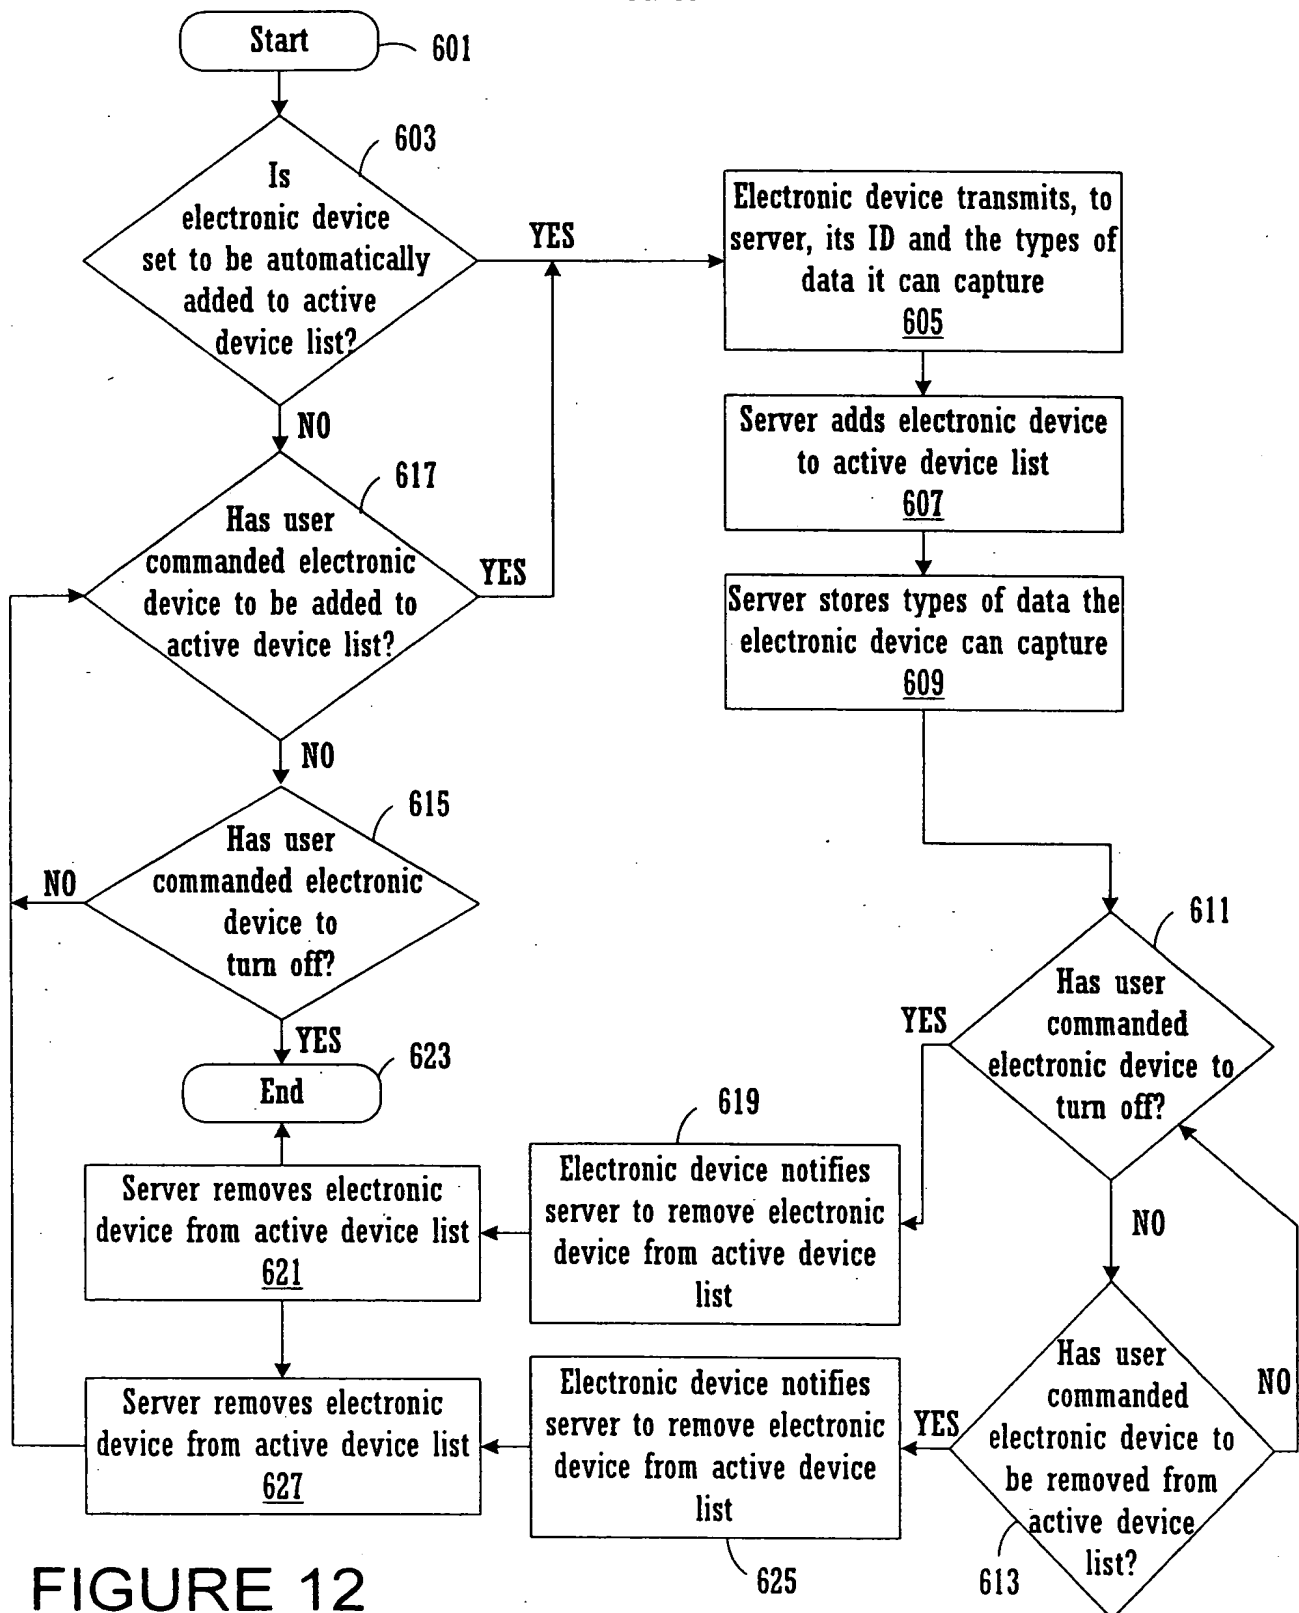 Start
601
603
Is
electronic device
set to be automatically
added to active
device list?
YES
NO
Electronic device transmits, to
server, its ID and the types of
data it can capture
605
Server adds electronic device
to active device list
607
Server stores types of data the
electronic device can capture
609
617
Has user
commanded electronic
device to be added to
active device list?
YES
NO
615
Has user
commanded electronic
device to
turn off?
NO
YES
623
End
611
Has user
commanded
electronic device to
turn off?
YES
NO
619
Electronic device notifies
server to remove electronic
device from active device
list
Server removes electronic
device from active device list
621
Has user
commanded
electronic device to
be removed from
active device
list?
613
NO
YES
Electronic device notifies
server to remove electronic
device from active device
list
625
Server removes electronic
device from active device list
627
FIGURE 12